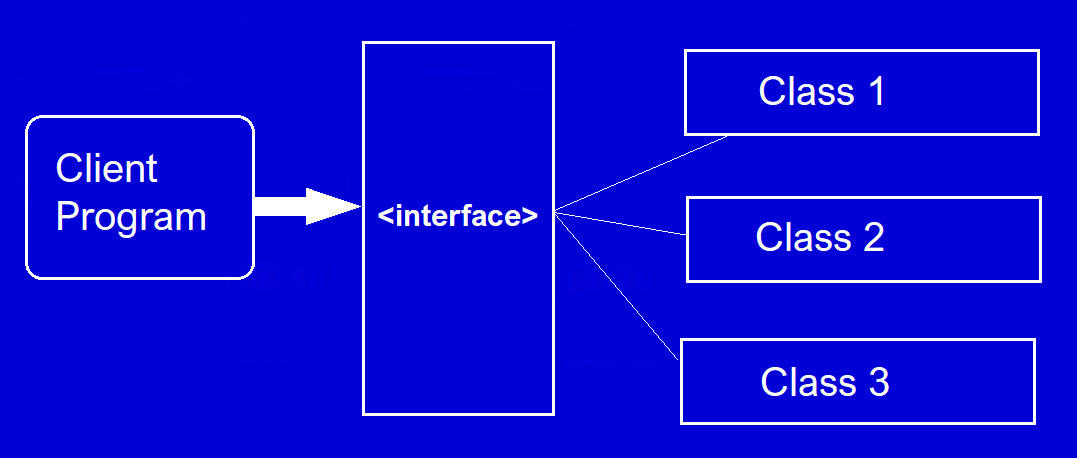 Client
Program
<interface>
Class 1
Class 2
Class 3